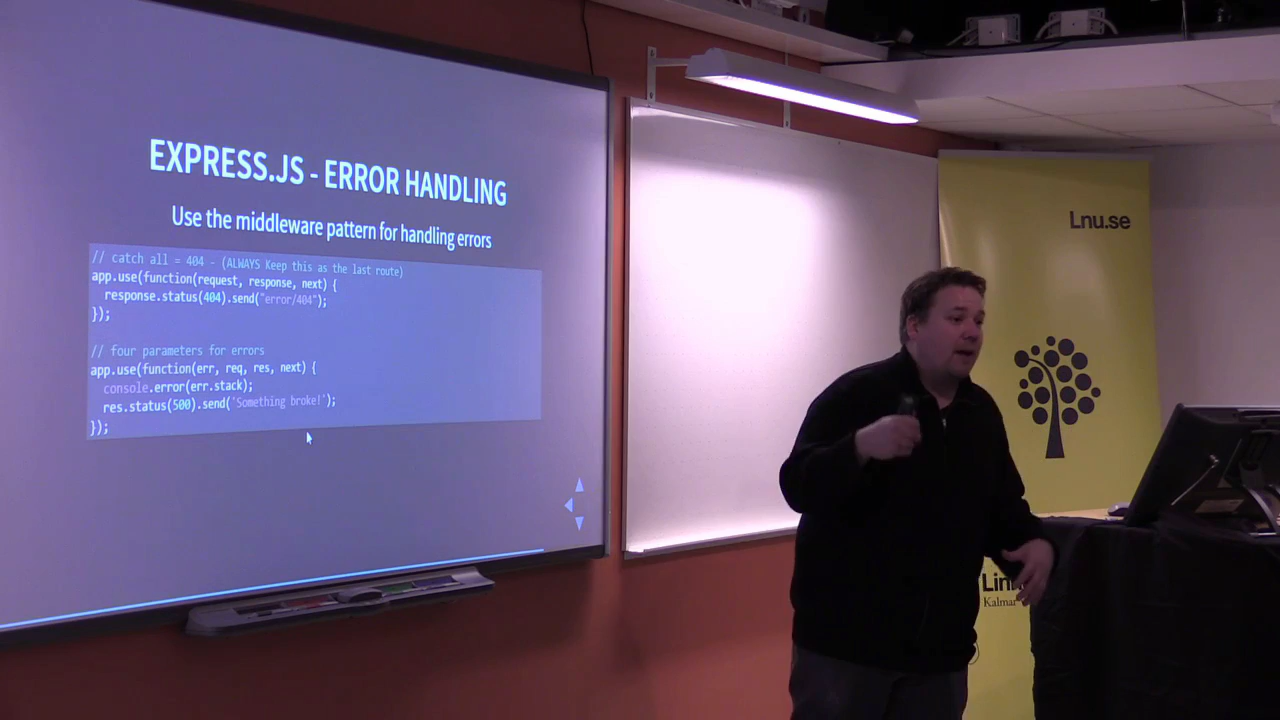 EXPRESS.JS - ERROR HANDLING
Use the middleware pattern for handling errors
// catch all = 404 - (ALWAYS Keep this as the last route)
app.use(function(request, response, next) {
response.status(404).send("error/404");
});
// four parameters for errors
app.use(function(err, req, res, next) {
console.error(err.stack);
res.status(500).send('Something broke!');
});
Lnu.se
Kalmar